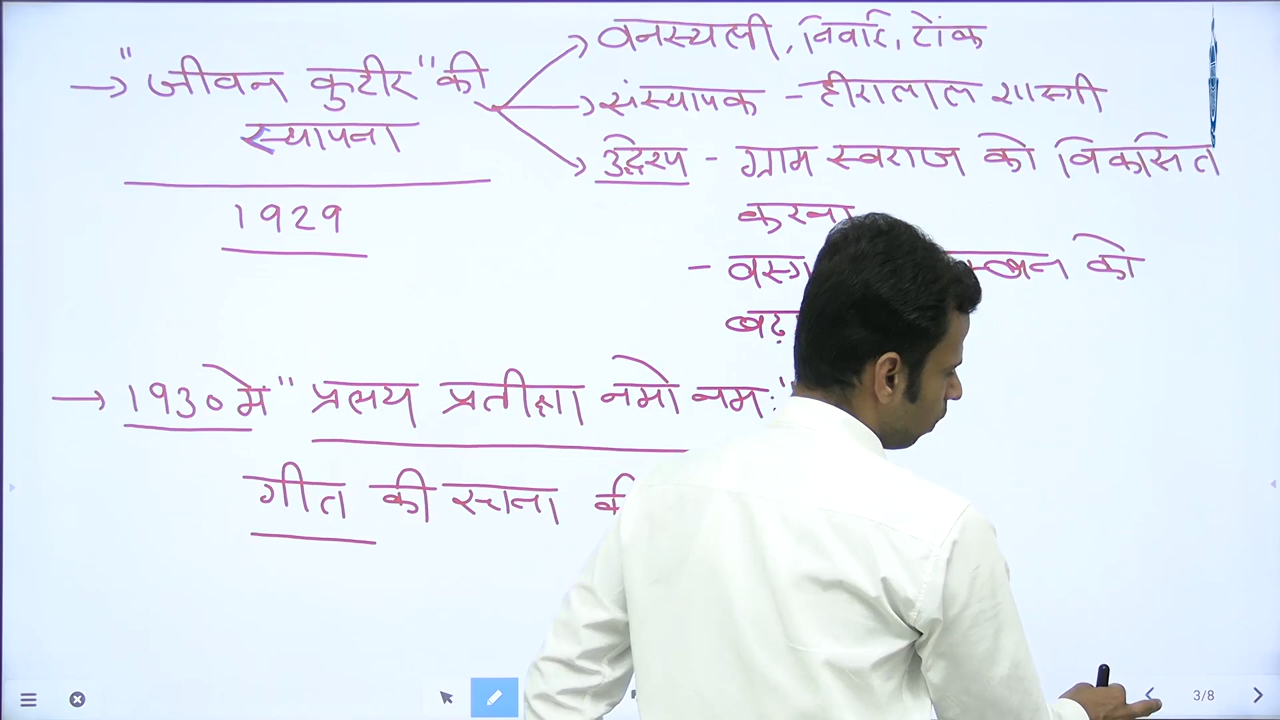 → "जीवन कुटीर" की
स्थापना
1929
→ वनस्थली, निवाई, टोंक
→ संस्थापक - हीरालाल शास्त्री
→ उद्देश्य - ग्राम स्वराज को विकसित
करना
- को
→ 1930 में "प्रलय प्रतीक्षा नमो नमः"
गीत की रचना की
3/8